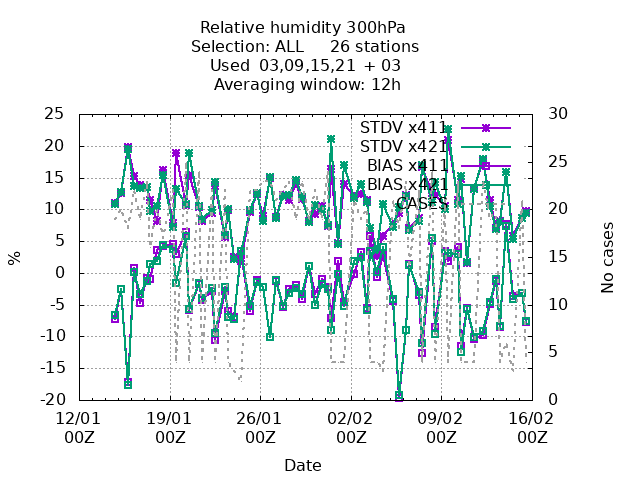 Relative humidity 300hPa
Selection: ALL 26 stations
Used 03,09,15,21 + 03
Averaging window: 12h
25
20
15
10
5
0
-5
-10
-15
-20
%
30
25
20
15
10
5
0
No cases
STDV x411
STDV x421
BIAS x411
BIAS x421
CASES
12/01 19/01 26/01 02/02 09/02 16/02
00Z 00Z 00Z 00Z 00Z 00Z
Date